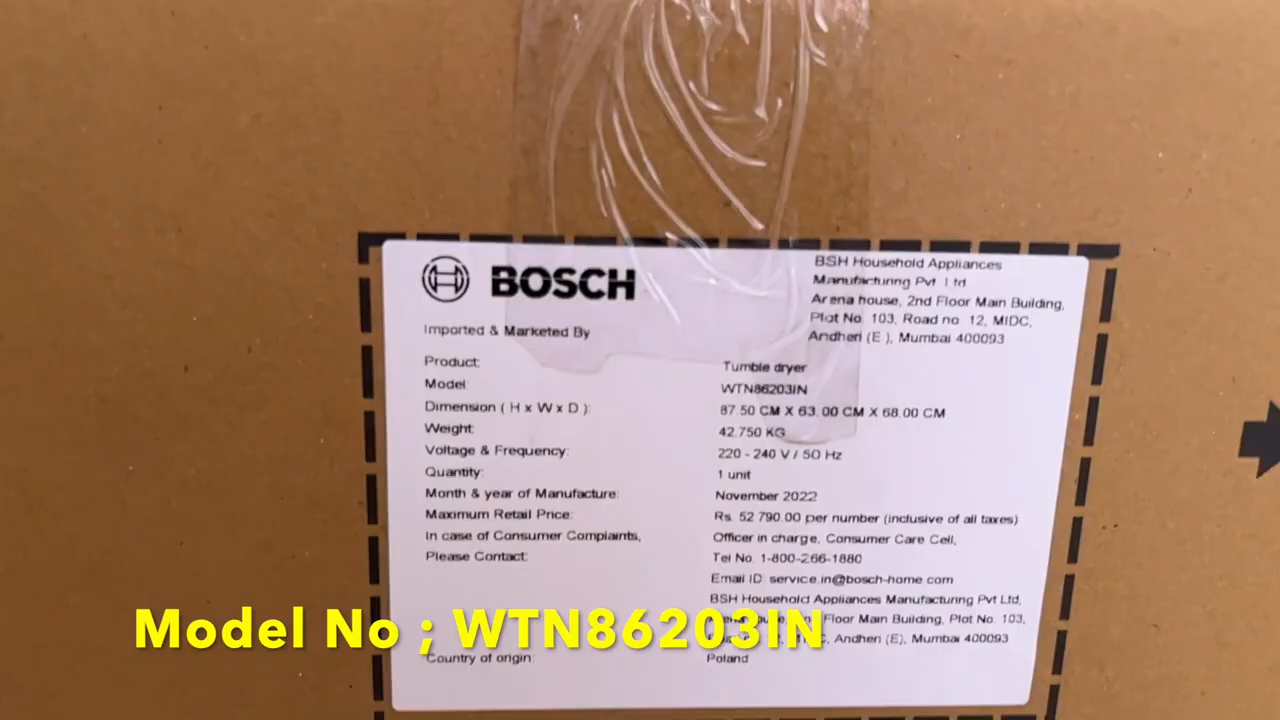 BOSCH
BSH Household Appliances
Manufacturing Pvt. Ltd
Arena house, 2nd Floor Main Building,
Plot No. 103, Road no. 12, MIDC,
Andheri (E ), Mumbai 400093
Imported & Marketed By
Product: Tumble dryer
Model: WTN86203IN
Dimension ( H x W x D ): 87.50 CM X 63.00 CM X 68.00 CM
Weight: 42.750 KG
Voltage & Frequency: 220 - 240 V / 50 Hz
Quantity: 1 unit
Month & year of Manufacture: November 2022
Maximum Retail Price: Rs. 52 790.00 per number (inclusive of all taxes)
In case of Consumer Complaints, Officer in charge, Consumer Care Cell,
Please Contact: Tel No. 1-800-266-1880
Email ID: service.in@bosch-home.com
BSH Household Appliances Manufacturing Pvt Ltd,
Floor Main Building, Plot No. 103,
Andheri (E), Mumbai 400093
Model No ; WTN86203IN
Country of origin: Poland